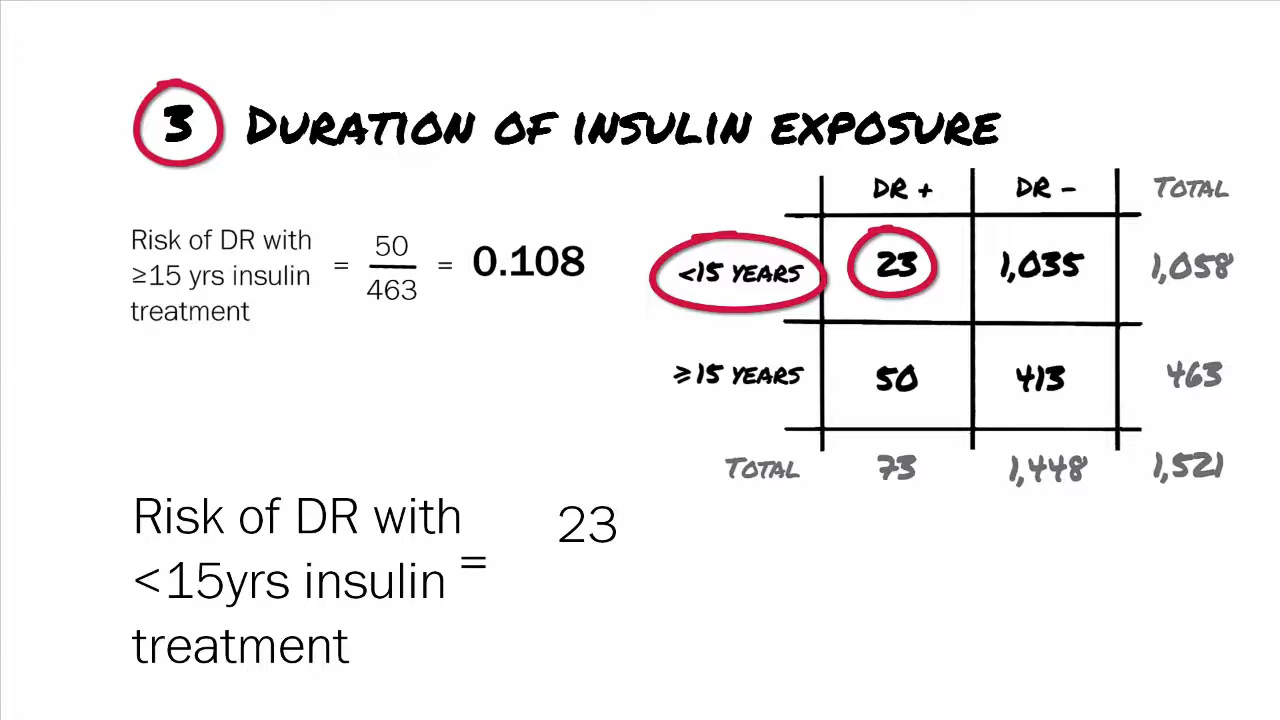 3 DURATION OF INSULIN EXPOSURE
Risk of DR with
≥15 yrs insulin
treatment
= 50 / 463 = 0.108
DR + DR - TOTAL
<15 YEARS 23 1,035 1,058
≥15 YEARS 50 413 463
TOTAL 73 1,448 1,521
Risk of DR with
<15yrs insulin
treatment
= 23